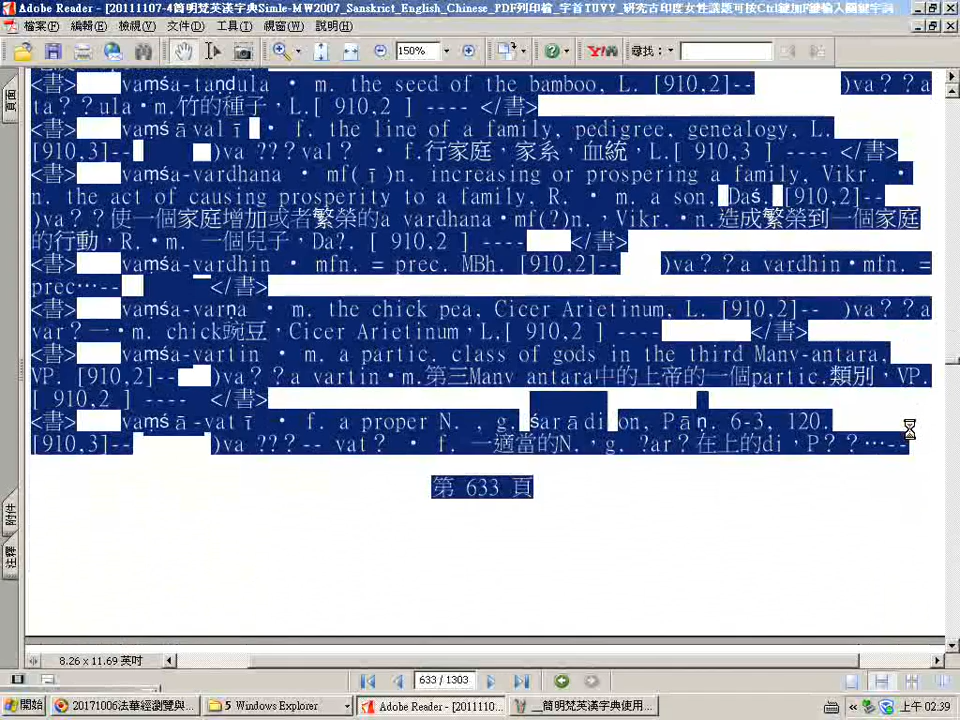 Adobe Reader - [20111107-4簡明梵英漢字典Simle-MW2007_Sanskrict_English_Chinese_PDF列印檔_字首TUVY_研究古印度女性議題可按Ctrl鍵加F鍵輸入關鍵字詞
檔案(F) 編輯(E) 檢視(V) 文件(D) 工具(T) 視窗(W) 說明(H)
150% 尋找：
頁面
附件
註釋
<書> vaṃśa-taṇḍula ‧ m. the seed of the bamboo, L. [910,2]-- )va？？a
ta？？ula‧m.竹的種子，L.[ 910,2 ] ---- </書>
<書> vaṃśāvalī ‧ f. the line of a family, pedigree, genealogy, L.
[910,3]-- )va ???val？ ‧ f.行家庭，家系，血統，L.[ 910,3 ] ---- </書>
<書> vaṃśa-vardhana ‧ mf(ī)n. increasing or prospering a family, Vikr. ‧
n. the act of causing prosperity to a family, R. ‧ m. a son, Daś. [910,2]--
)va？？使一個家庭增加或者繁榮的a vardhana‧mf(?)n.，Vikr.‧n.造成繁榮到一個家庭
的行動，R.‧m. 一個兒子，Da?. [ 910,2 ] ---- </書>
<書> vaṃśa-vardhin ‧ mfn. = prec. MBh. [910,2]-- )va？？a vardhin‧mfn. =
prec…-- </書>
<書> vaṃśa-varṇa ‧ m. the chick pea, Cicer Arietinum, L. [910,2]-- )va？？a
var？一‧m. chick豌豆，Cicer Arietinum，L.[ 910,2 ] ---- </書>
<書> vaṃśa-vartin ‧ m. a partic. class of gods in the third Manv-antara,
VP. [910,2]-- )va？？a vartin‧m.第三Manv antara中的上帝的一個partic.類別，VP.
[ 910,2 ] ---- </書>
<書> vaṃśā-vatī ‧ f. a proper N. , g. śarādi on, Pāṇ. 6-3, 120.
[910,3]-- )va ???-- vat？ ‧ f. 一適當的N.，g. ?ar？在上的di，P？？…--
第 633 頁
8.26 x 11.69 英吋
633 / 1303
開始 20171006法華經瀏覽與... 5 Windows Explorer Adobe Reader - [2011110... __簡明梵英漢字典使用... 上午 02:39